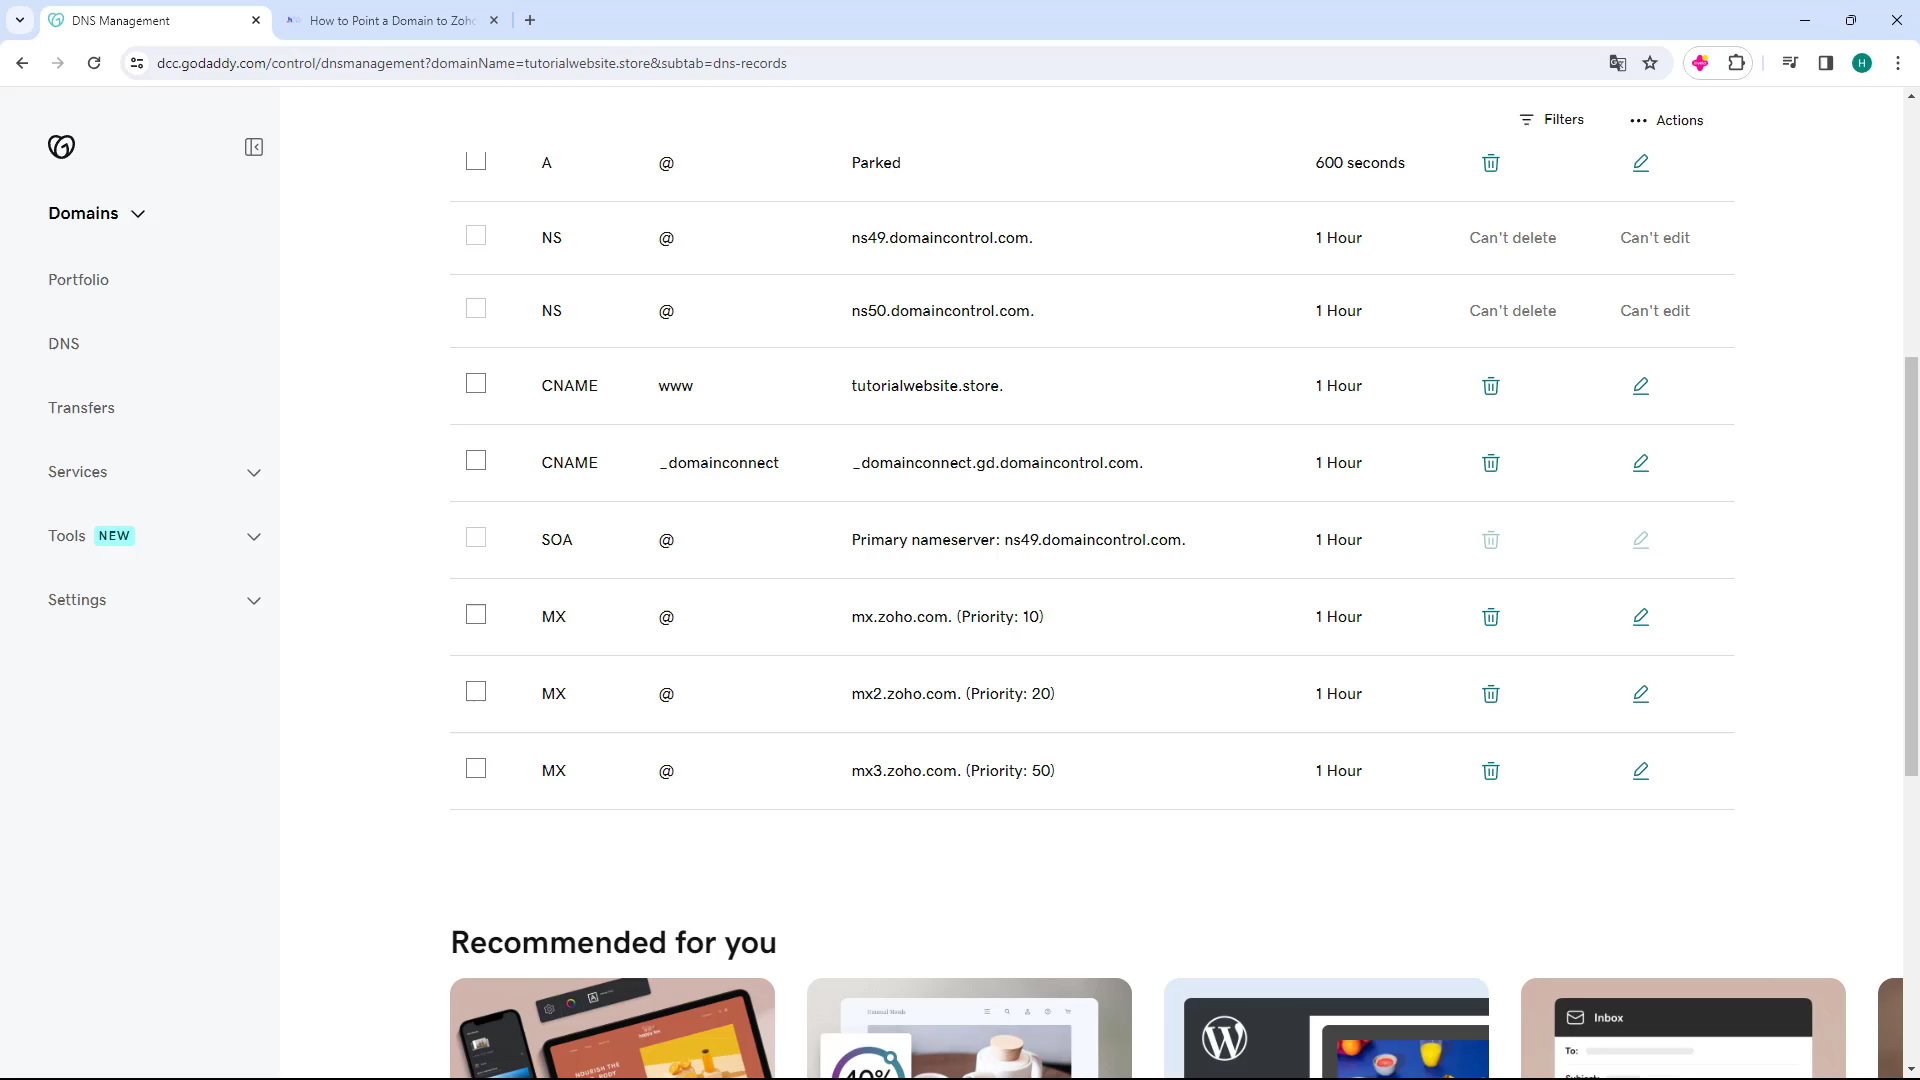 DNS Management
How to Point a Domain to Zoho
dcc.godaddy.com/control/dnsmanagement?domainName=tutorialwebsite.store&subtab=dns-records
H
Filters
Actions
A @ Parked 600 seconds
NS @ ns49.domaincontrol.com. 1 Hour Can't delete Can't edit
NS @ ns50.domaincontrol.com. 1 Hour Can't delete Can't edit
CNAME www tutorialwebsite.store. 1 Hour
CNAME _domainconnect _domainconnect.gd.domaincontrol.com. 1 Hour
SOA @ Primary nameserver: ns49.domaincontrol.com. 1 Hour
MX @ mx.zoho.com. (Priority: 10) 1 Hour
MX @ mx2.zoho.com. (Priority: 20) 1 Hour
MX @ mx3.zoho.com. (Priority: 50) 1 Hour
Domains
Portfolio
DNS
Transfers
Services
Tools NEW
Settings
Recommended for you
NOURISH THE
40%
Inbox
To: